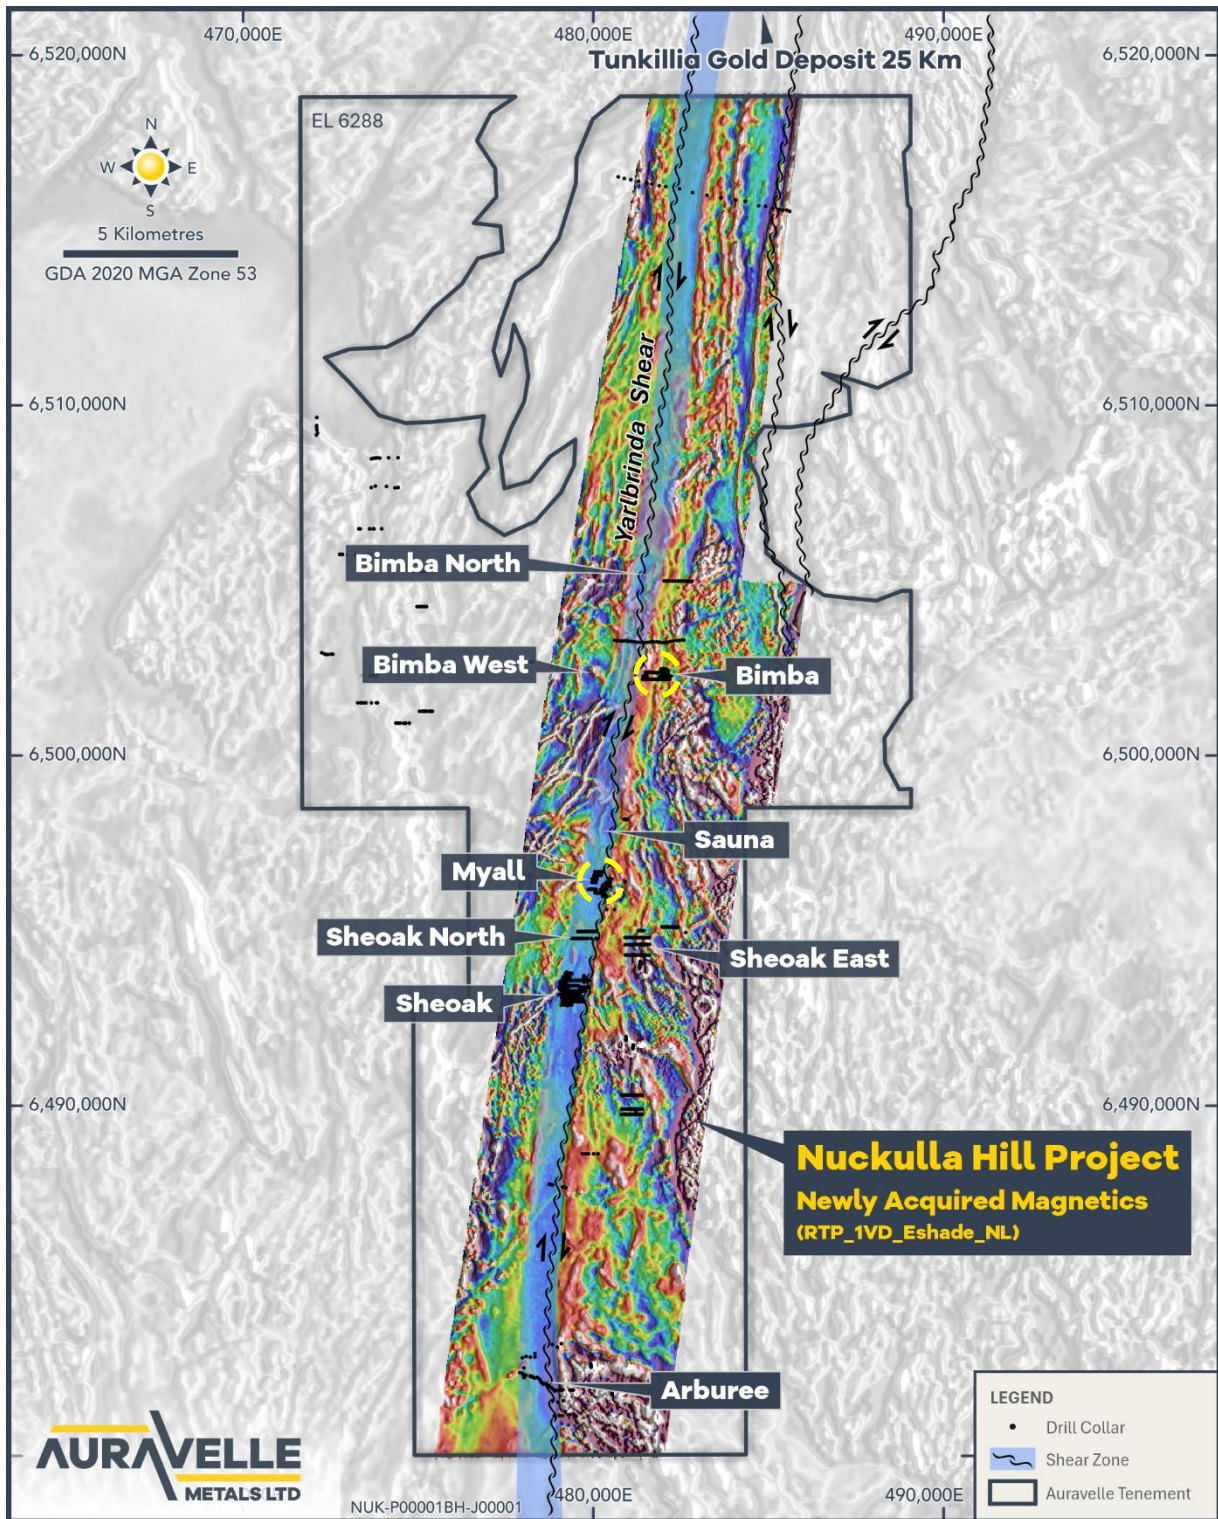 470,000E
480,000E
490,000E
6,520,000N
Tunkillia Gold Deposit 25 Km
6,520,000N
EL 6288
N
W
E
S
5 Kilometres
GDA 2020 MGA Zone 53
Yarlbrinda Shear
6,510,000N
6,510,000N
Bimba North
Bimba West
Bimba
6,500,000N
6,500,000N
Sauna
Myall
Sheoak North
Sheoak East
Sheoak
6,490,000N
6,490,000N
Nuckulla Hill Project
Newly Acquired Magnetics
(RTP_1VD_Eshade_NL)
Arburee
LEGEND
Drill Collar
Shear Zone
Auravelle Tenement
AURAVELLE
METALS LTD
NUK-P00001BH-J00001
480,000E
490,000E